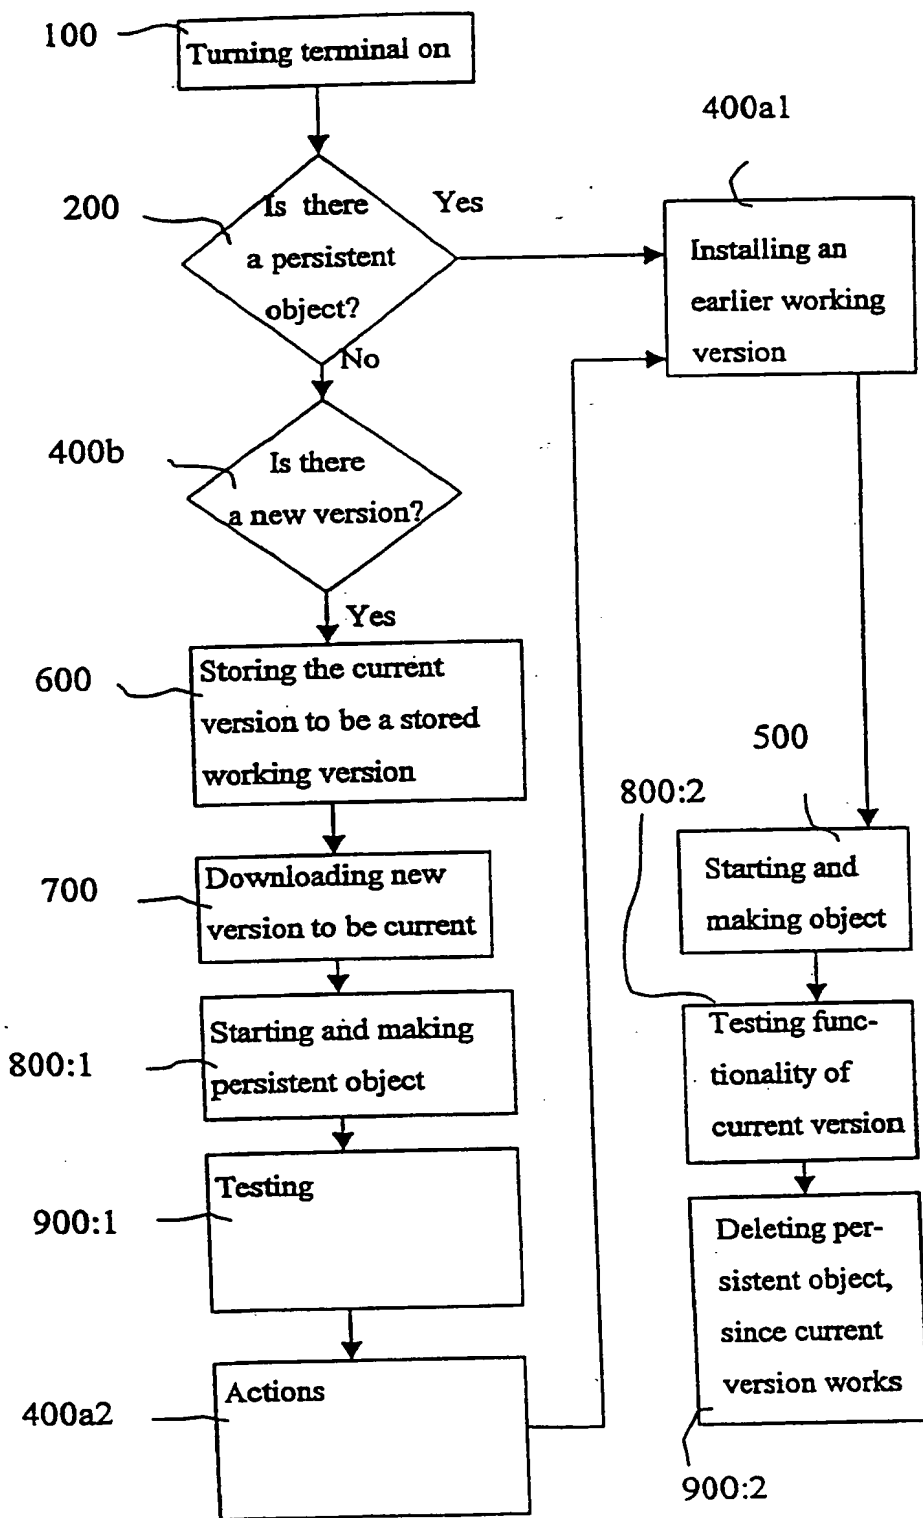 100
Turning terminal on
400a1
200
Is there
a persistent
object?
Yes
Installing an
earlier working
version
No
400b
Is there
a new version?
Yes
600
Storing the current
version to be a stored
working version
500
800:2
700
Downloading new
version to be current
Starting and
making object
800:1
Starting and making
persistent object
Testing func-
tionality of
current version
900:1
Testing
Deleting per-
sistent object,
since current
version works
400a2
Actions
900:2